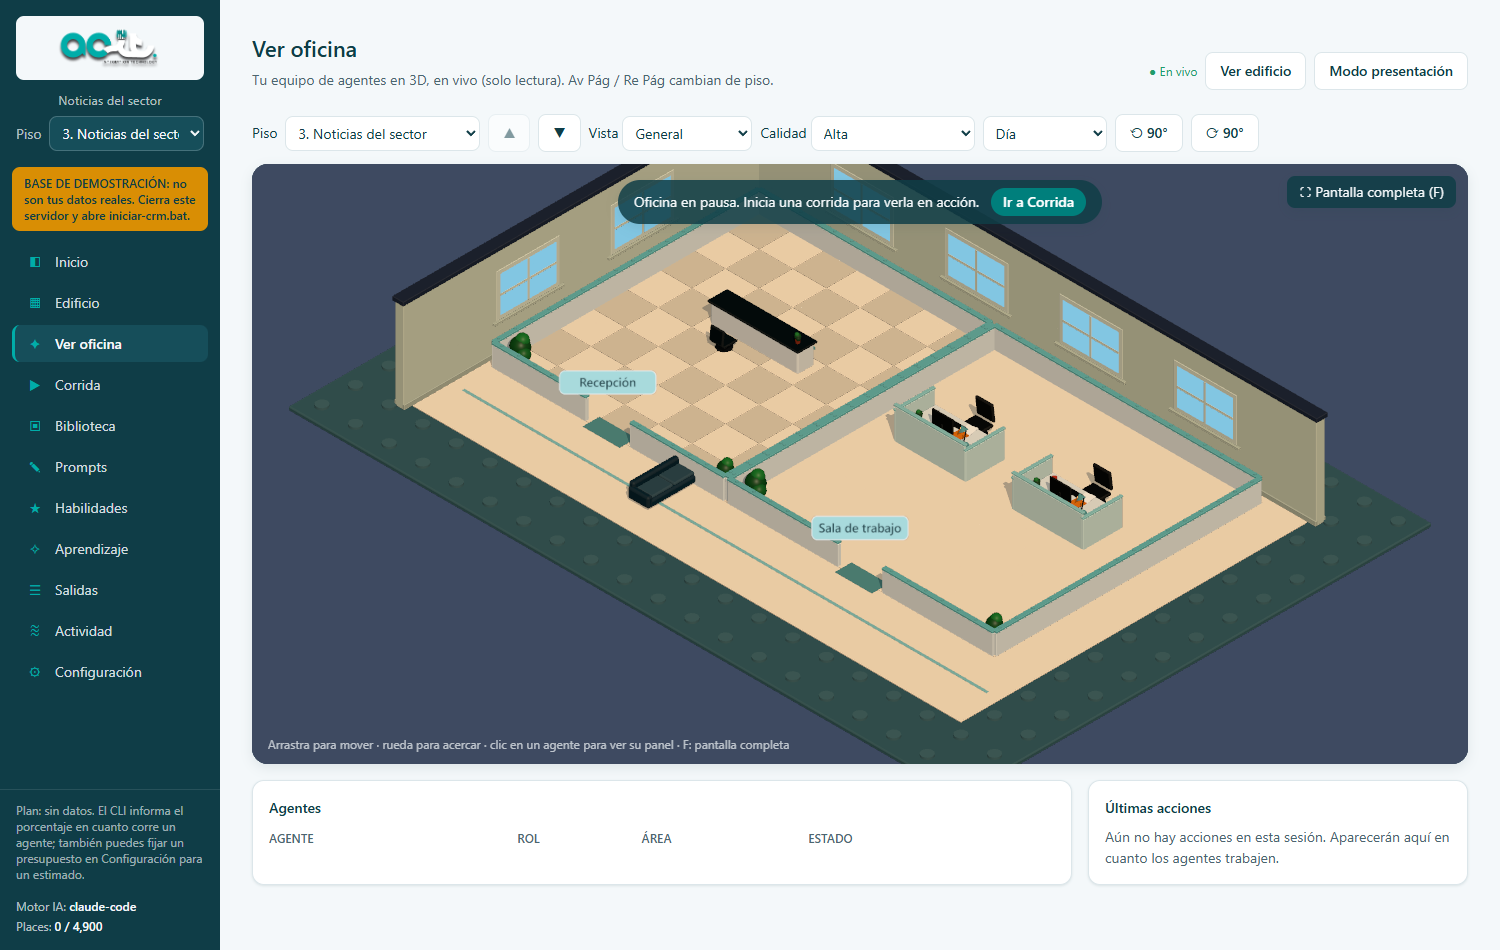 acit
Noticias del sector
Piso
3. Noticias del sect
BASE DE DEMOSTRACIÓN: no
son tus datos reales. Cierra este
servidor y abre iniciar-crm.bat.
Inicio
Edificio
Ver oficina
Corrida
Biblioteca
Prompts
Habilidades
Aprendizaje
Salidas
Actividad
Configuración
Plan: sin datos. El CLI informa el
porcentaje en cuanto corre un
agente; también puedes fijar un
presupuesto en Configuración para
un estimado.
Motor IA: claude-code
Places: 0 / 4,900
Ver oficina
Tu equipo de agentes en 3D, en vivo (solo lectura). Av Pág / Re Pág cambian de piso.
● En vivo
Ver edificio
Modo presentación
Piso
3. Noticias del sector
▲
▼
Vista
General
Calidad
Alta
Día
⟲ 90°
⟳ 90°
Oficina en pausa. Inicia una corrida para verla en acción.
Ir a Corrida
Pantalla completa (F)
Recepción
Sala de trabajo
Arrastra para mover · rueda para acercar · clic en un agente para ver su panel · F: pantalla completa
Agentes
AGENTE ROL ÁREA ESTADO
Últimas acciones
Aún no hay acciones en esta sesión. Aparecerán aquí en
cuanto los agentes trabajen.